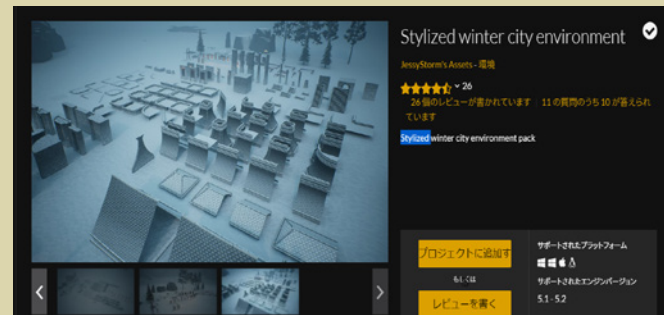 Stylized winter city environment
JessyStorm's Assets - 環境
26
26 個のレビューが書かれています | 11 の質問のうち 10 が答えられ
ています
Stylized winter city environment pack
プロジェクトに追加す
もしくは
レビューを書く
サポートされたプラットフォーム
サポートされたエンジンバージョン
5.1 - 5.2